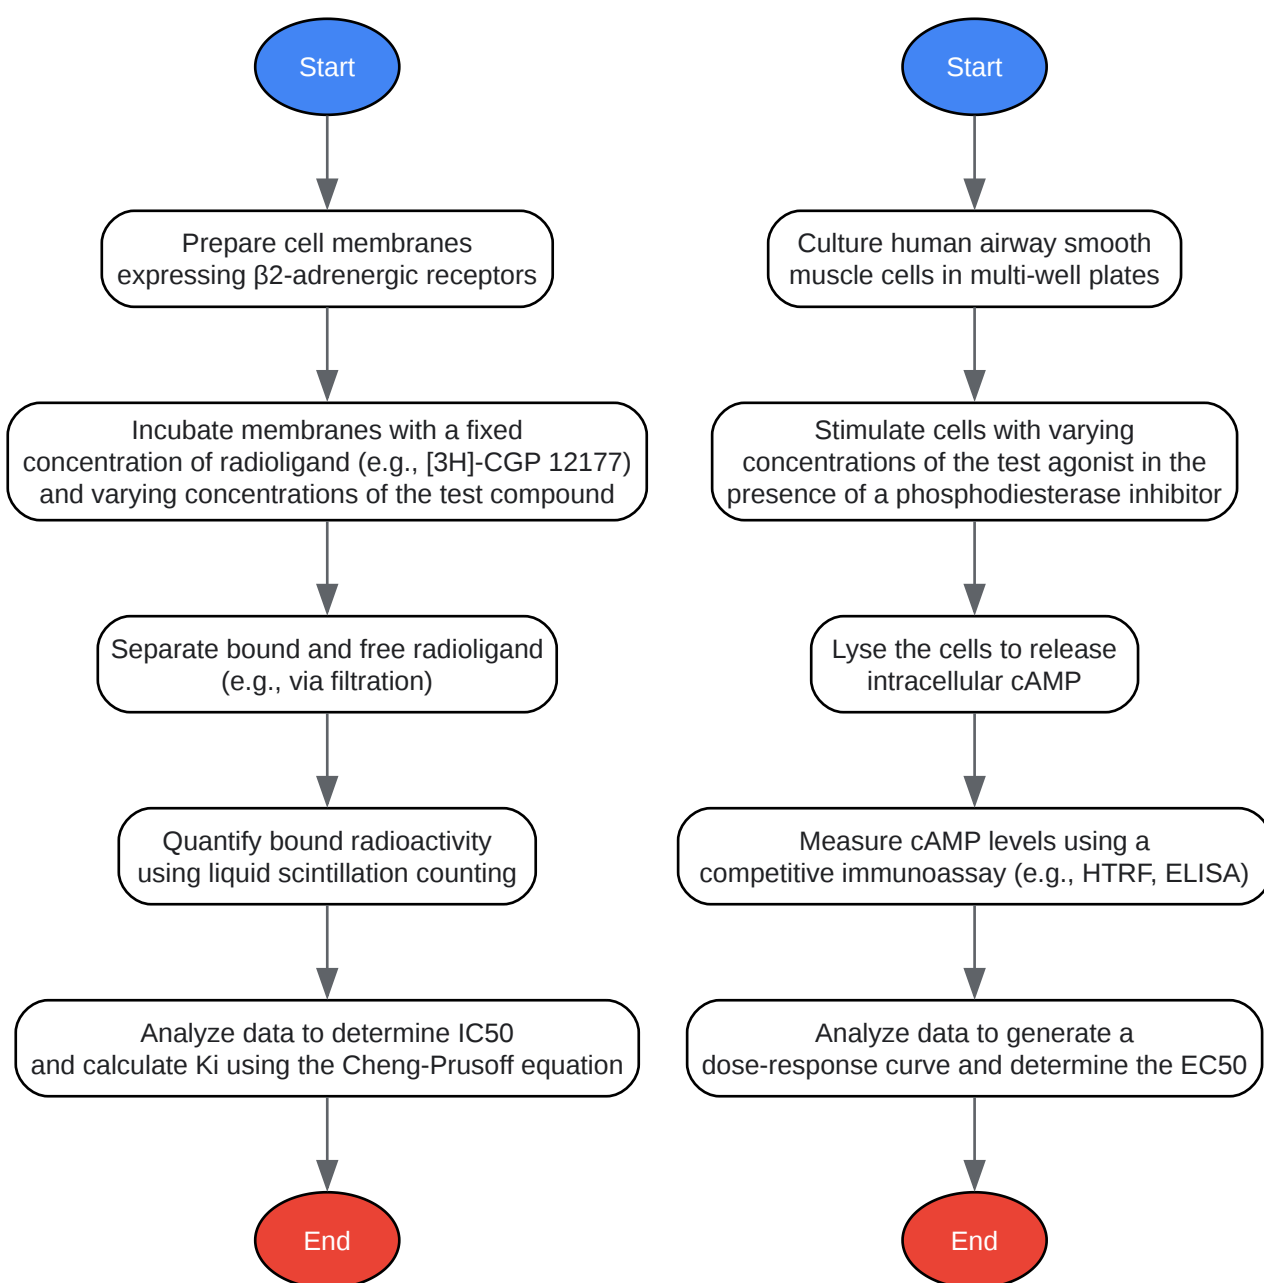 Start
Prepare cell membranes
expressing β2-adrenergic receptors
Incubate membranes with a fixed
concentration of radioligand (e.g., [3H]-CGP 12177)
and varying concentrations of the test compound
Separate bound and free radioligand
(e.g., via filtration)
Quantify bound radioactivity
using liquid scintillation counting
Analyze data to determine IC50
and calculate Ki using the Cheng-Prusoff equation
End
Start
Culture human airway smooth
muscle cells in multi-well plates
Stimulate cells with varying
concentrations of the test agonist in the
presence of a phosphodiesterase inhibitor
Lyse the cells to release
intracellular cAMP
Measure cAMP levels using a
competitive immunoassay (e.g., HTRF, ELISA)
Analyze data to generate a
dose-response curve and determine the EC50
End